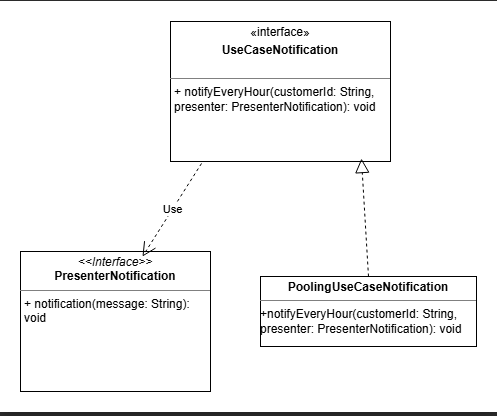 «interface»
UseCaseNotification
+ notifyEveryHour(customerId: String,
presenter: PresenterNotification): void
Use
<<Interface>>
PresenterNotification
+ notification(message: String):
void
PoolingUseCaseNotification
+notifyEveryHour(customerId: String,
presenter: PresenterNotification): void